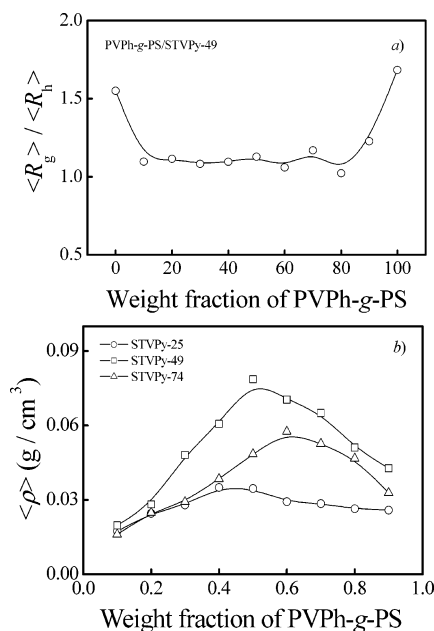 PVPh-g-PS/STVPy-49
a)
<Rg> / <Rh>
2.0
1.5
1.0
0.5
0 20 40 60 80 100
Weight fraction of PVPh-g-PS
b)
STVPy-25
STVPy-49
STVPy-74
<ρ> (g / cm3)
0.09
0.06
0.03
0.00
0.0 0.2 0.4 0.6 0.8 1.0
Weight fraction of PVPh-g-PS